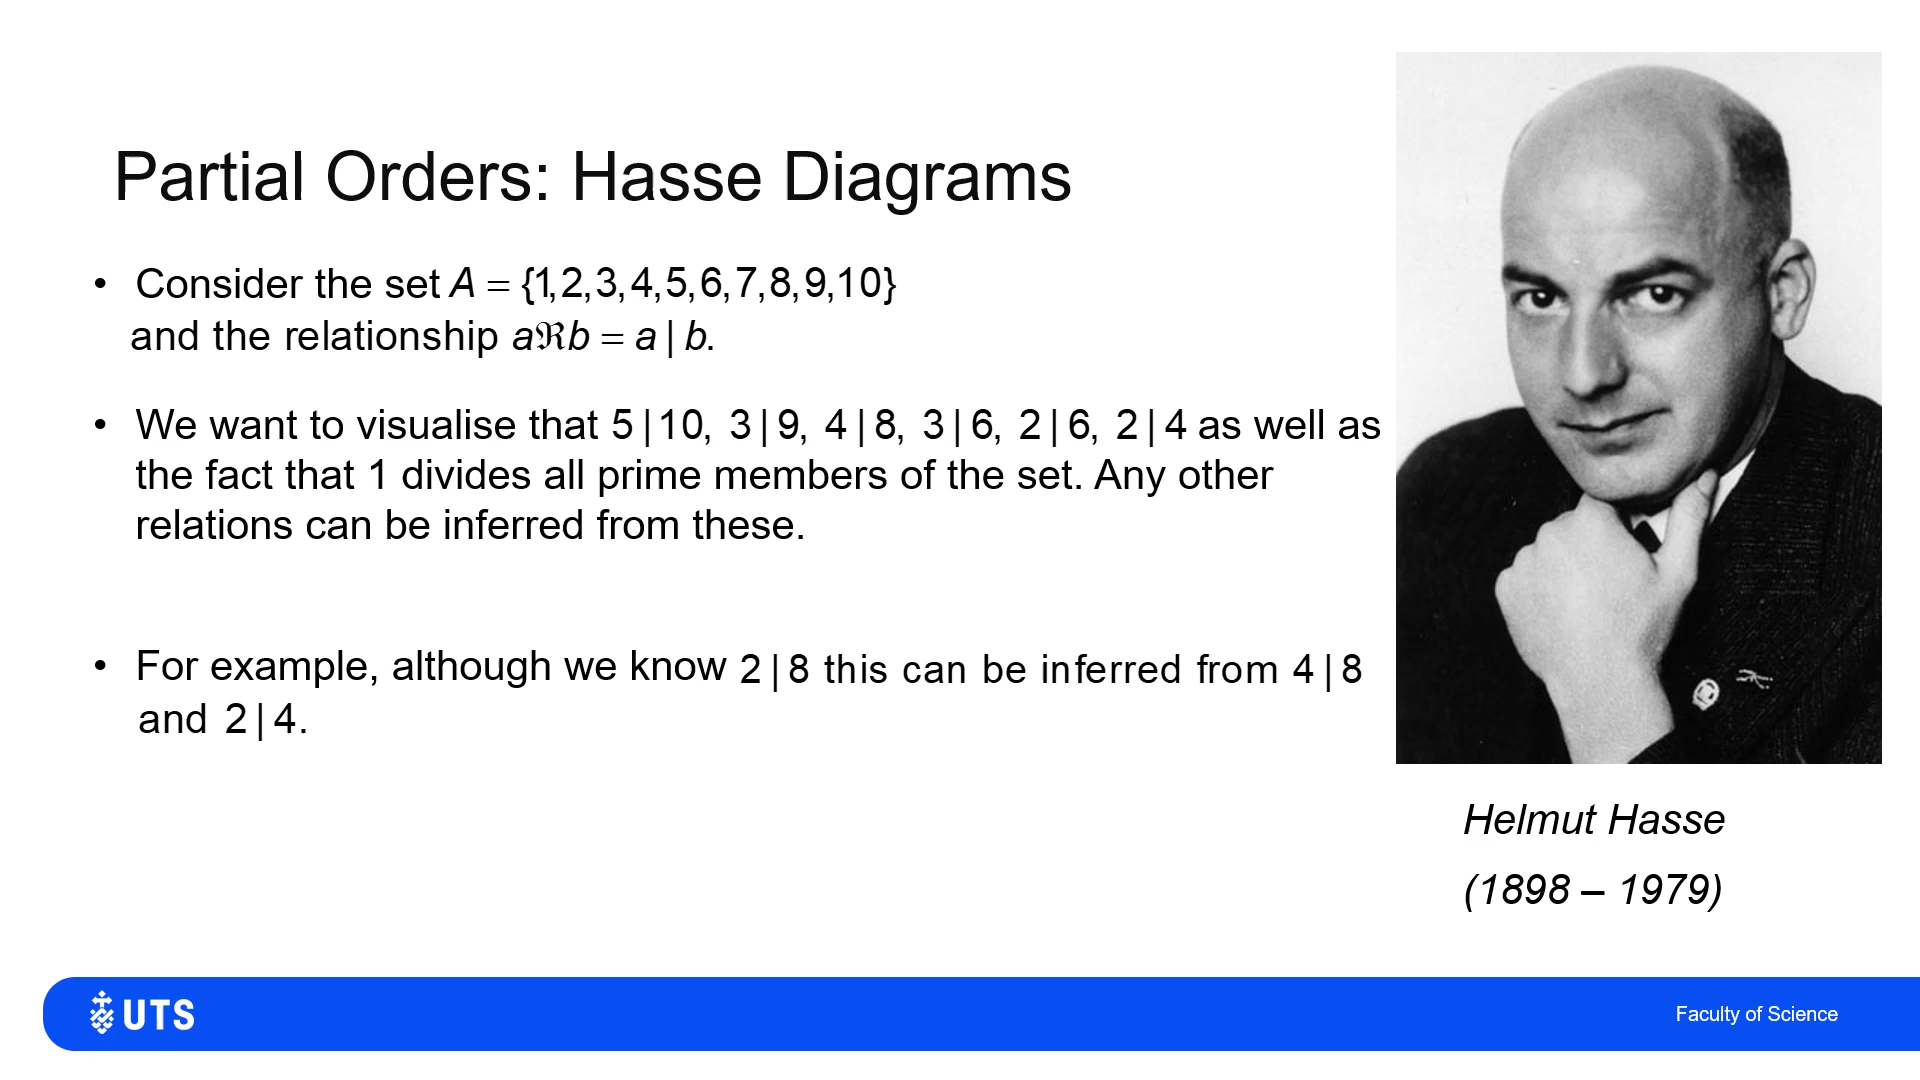 Partial Orders: Hasse Diagrams
• Consider the set A = {1,2,3,4,5,6,7,8,9,10}
and the relationship aℜb = a | b.
• We want to visualise that 5 | 10, 3 | 9, 4 | 8, 3 | 6, 2 | 6, 2 | 4 as well as
the fact that 1 divides all prime members of the set. Any other
relations can be inferred from these.
• For example, although we know 2 | 8 this can be inferred from 4 | 8
and 2 | 4.
Helmut Hasse
(1898 – 1979)
UTS
Faculty of Science